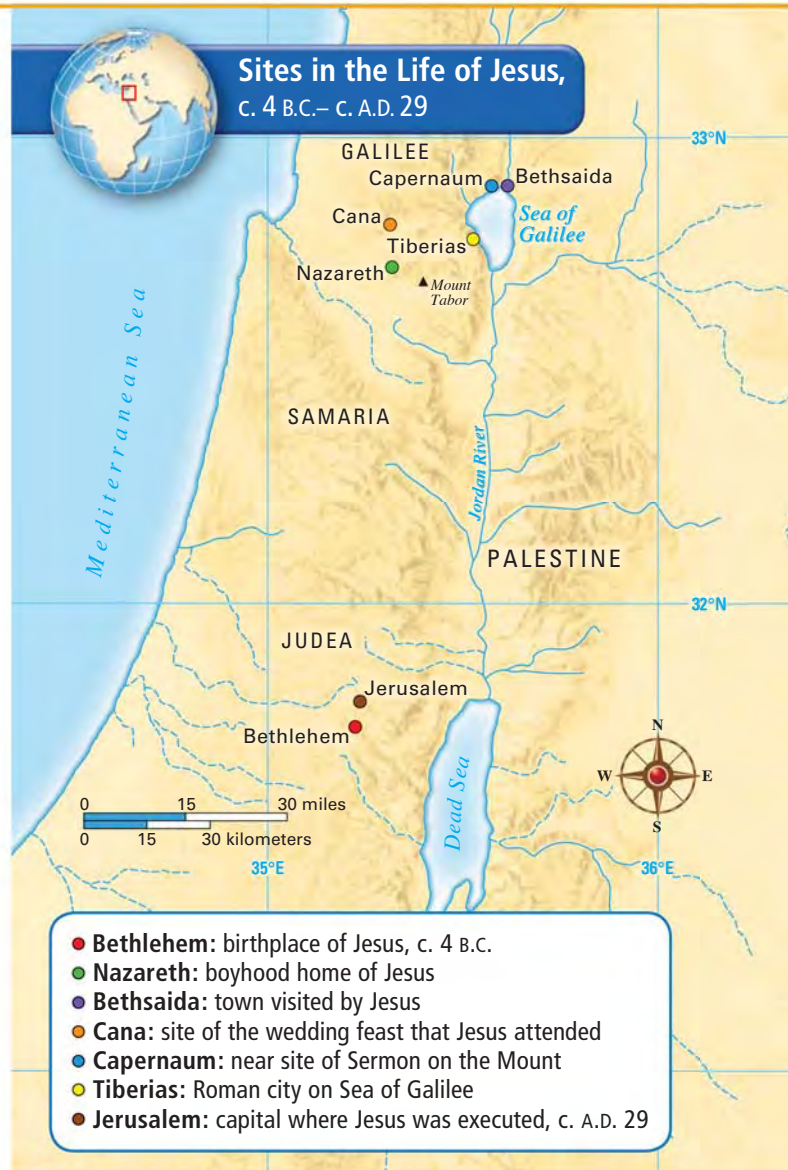 Sites in the Life of Jesus,
c. 4 B.C.– c. A.D. 29
33°N
GALILEE
Capernaum
Bethsaida
Cana
Sea of
Galilee
Tiberias
Nazareth
Mount
Tabor
Mediterranean Sea
SAMARIA
Jordan River
PALESTINE
32°N
JUDEA
Jerusalem
Bethlehem
N
W
E
S
Dead Sea
0 15 30 miles
0 15 30 kilometers
35°E
36°E
Bethlehem: birthplace of Jesus, c. 4 B.C.
Nazareth: boyhood home of Jesus
Bethsaida: town visited by Jesus
Cana: site of the wedding feast that Jesus attended
Capernaum: near site of Sermon on the Mount
Tiberias: Roman city on Sea of Galilee
Jerusalem: capital where Jesus was executed, c. A.D. 29